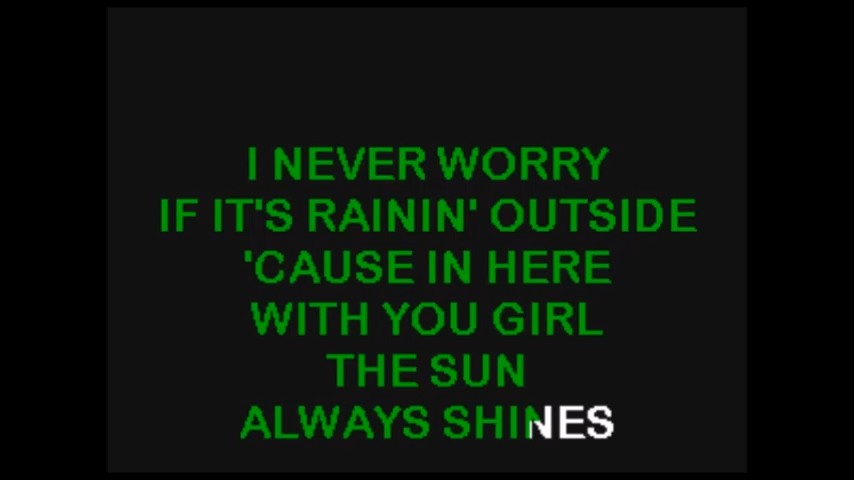 I NEVER WORRY
IF IT'S RAININ' OUTSIDE
'CAUSE IN HERE
WITH YOU GIRL
THE SUN
ALWAYS SHINES